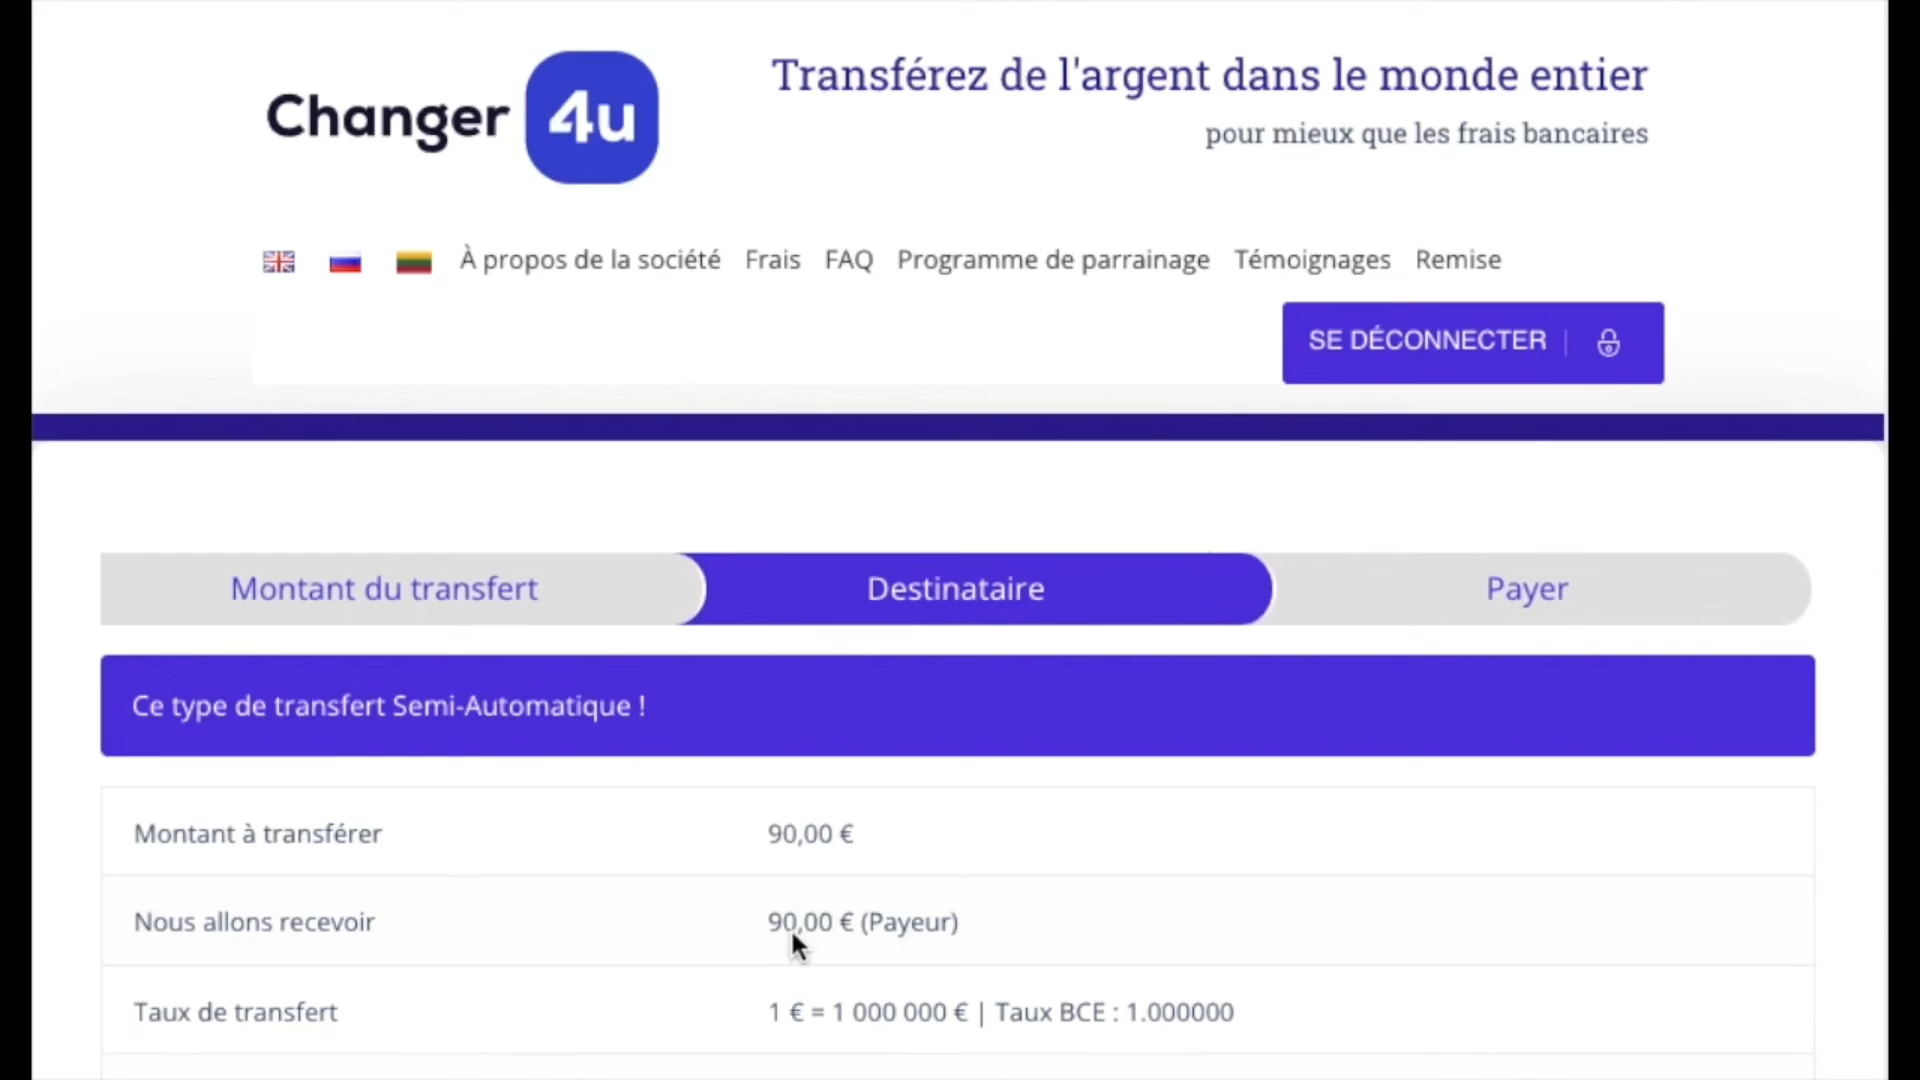 Changer 4u
Transférez de l'argent dans le monde entier
pour mieux que les frais bancaires
À propos de la société Frais FAQ Programme de parrainage Témoignages Remise
SE DÉCONNECTER
Montant du transfert Destinataire Payer
Ce type de transfert Semi-Automatique !
Montant à transférer 90,00 €
Nous allons recevoir 90,00 € (Payeur)
Taux de transfert 1 € = 1 000 000 € | Taux BCE : 1.000000